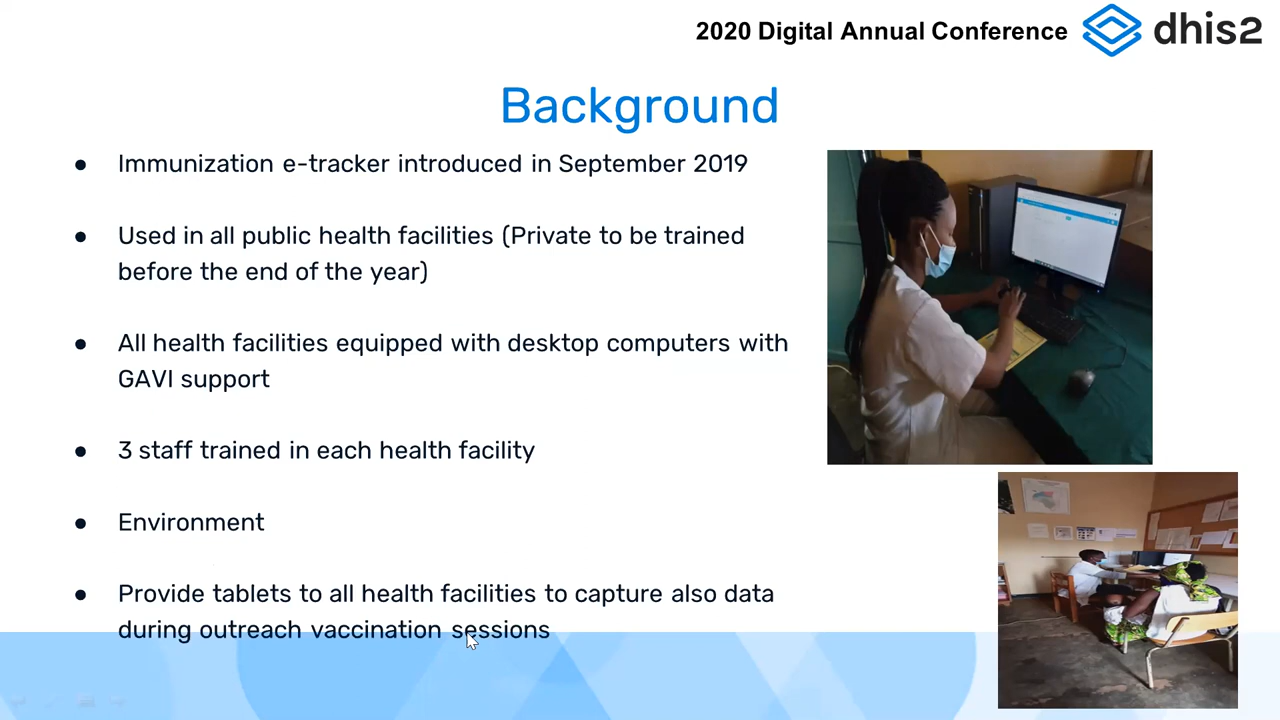 2020 Digital Annual Conference
dhis2
Background
● Immunization e-tracker introduced in September 2019
● Used in all public health facilities (Private to be trained
before the end of the year)
● All health facilities equipped with desktop computers with
GAVI support
● 3 staff trained in each health facility
● Environment
● Provide tablets to all health facilities to capture also data
during outreach vaccination sessions